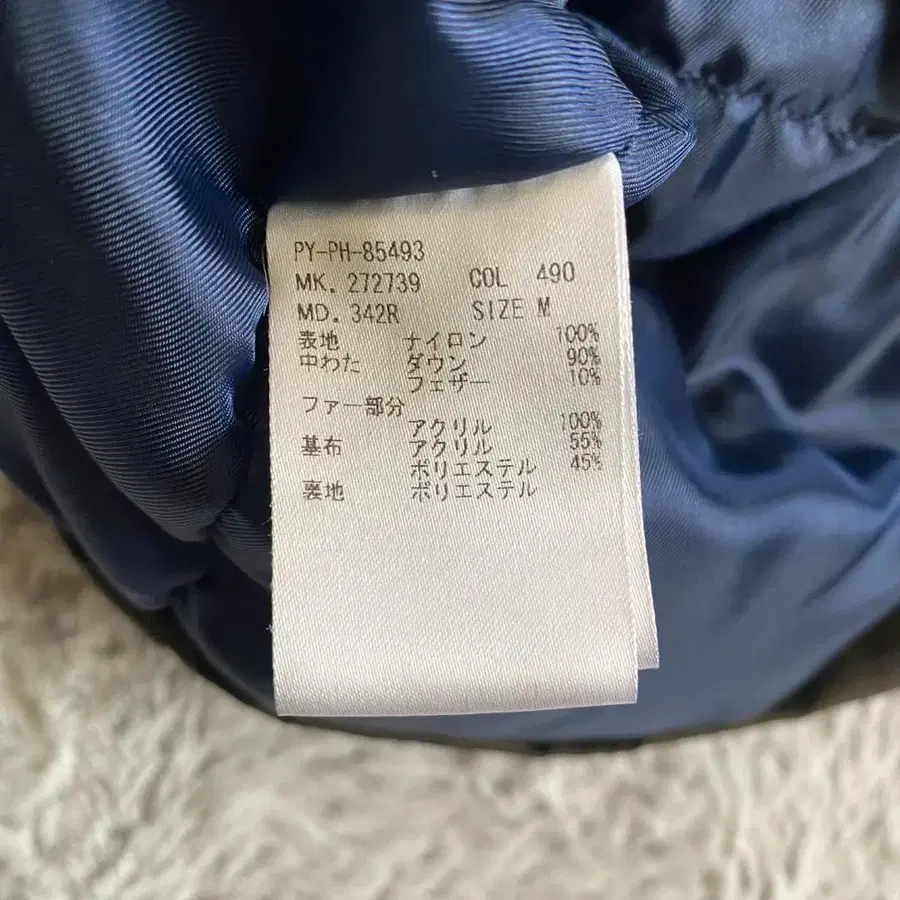 PY-PH-85493
MK. 272739 COL 490
MD. 342R SIZE M
表地 ナイロン 100%
中わた ダウン 90%
フェザー 10%
ファー部分
アクリル 100%
基布 アクリル 55%
ポリエステル 45%
裏地 ポリエステル